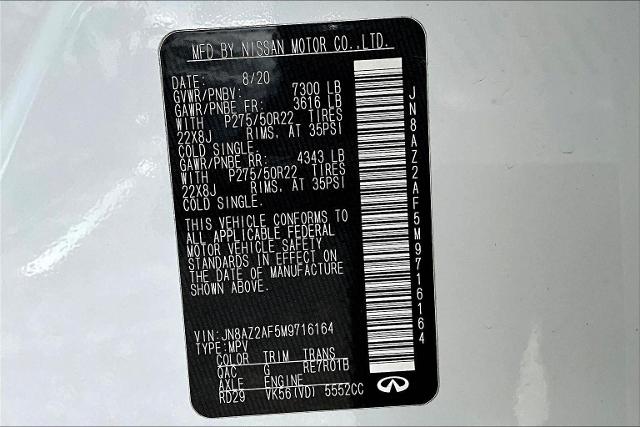 MFD BY NISSAN MOTOR CO.,LTD.
DATE: 8/20
GVWR/PNBV: 7300 LB
GAWR/PNBE FR: 3616 LB
WITH P275/50R22 TIRES
22X8J RIMS, AT 35PSI
COLD SINGLE.
GAWR/PNBE RR: 4343 LB
WITH P275/50R22 TIRES
22X8J RIMS, AT 35PSI
COLD SINGLE.
THIS VEHICLE CONFORMS TO
ALL APPLICABLE FEDERAL
MOTOR VEHICLE SAFETY
STANDARDS IN EFFECT ON
THE DATE OF MANUFACTURE
SHOWN ABOVE.
VIN: JN8AZ2AF5M9716164
TYPE: MPV
COLOR TRIM TRANS
QAC G RE7R01B
AXLE ENGINE
RD29 VK56(VD) 5552CC
JN8AZ2AF5M9716164